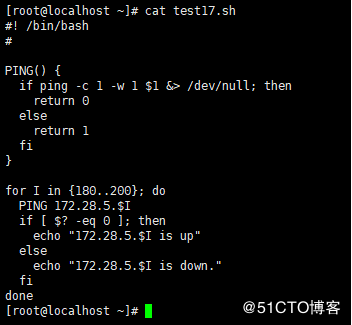 [root@localhost ~]# cat test17.sh
#! /bin/bash
#
PING() {
  if ping -c 1 -w 1 $1 &> /dev/null; then
    return 0
  else
    return 1
  fi
}
for I in {180..200}; do
  PING 172.28.5.$I
  if [ $? -eq 0 ]; then
    echo "172.28.5.$I is up"
  else
    echo "172.28.5.$I is down."
  fi
done
[root@localhost ~]#
@51CTO博客